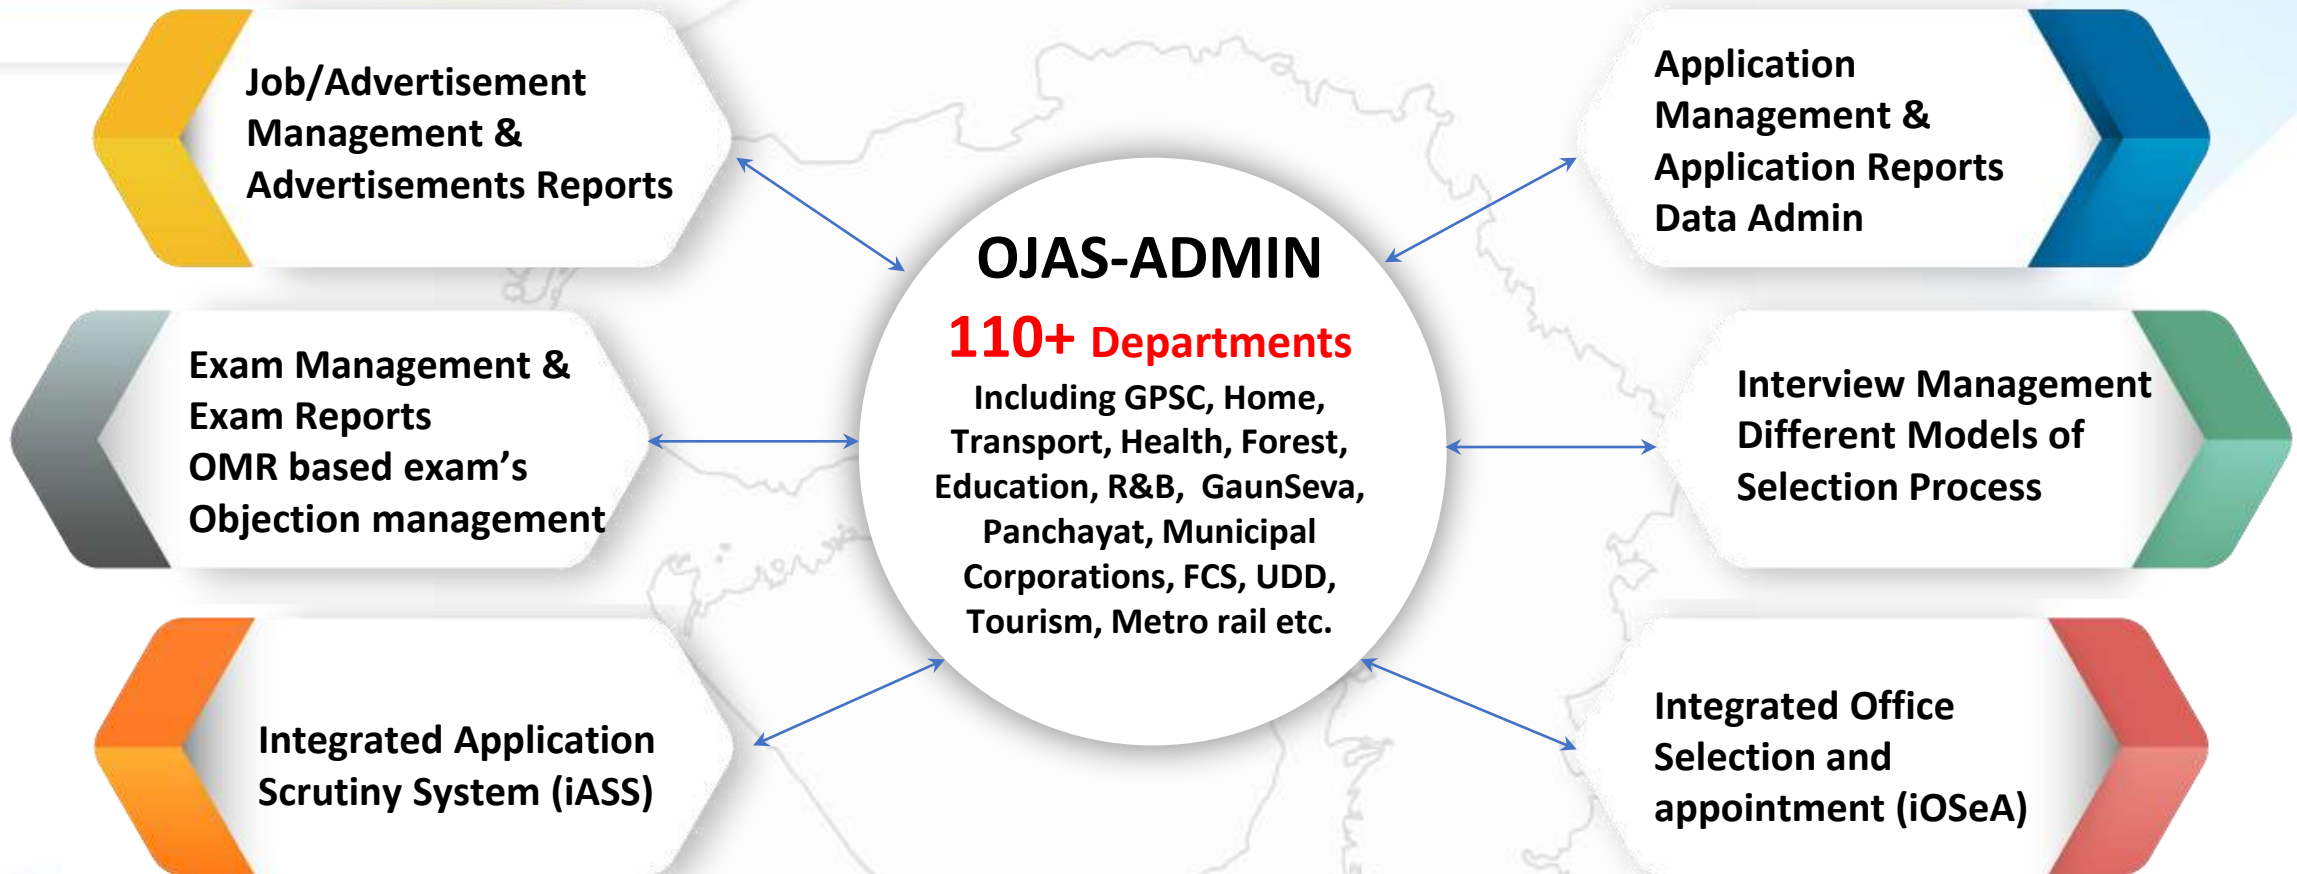 Job/Advertisement
Management &
Advertisements Reports
Exam Management &
Exam Reports
OMR based exam's
Objection management
Integrated Application
Scrutiny System (iASS)
OJAS-ADMIN
110+ Departments
Including GPSC, Home,
Transport, Health, Forest,
Education, R&B, GaunSeva,
Panchayat, Municipal
Corporations, FCS, UDD,
Tourism, Metro rail etc.
Application
Management &
Application Reports
Data Admin
Interview Management
Different Models of
Selection Process
Integrated Office
Selection and
appointment (iOSeA)